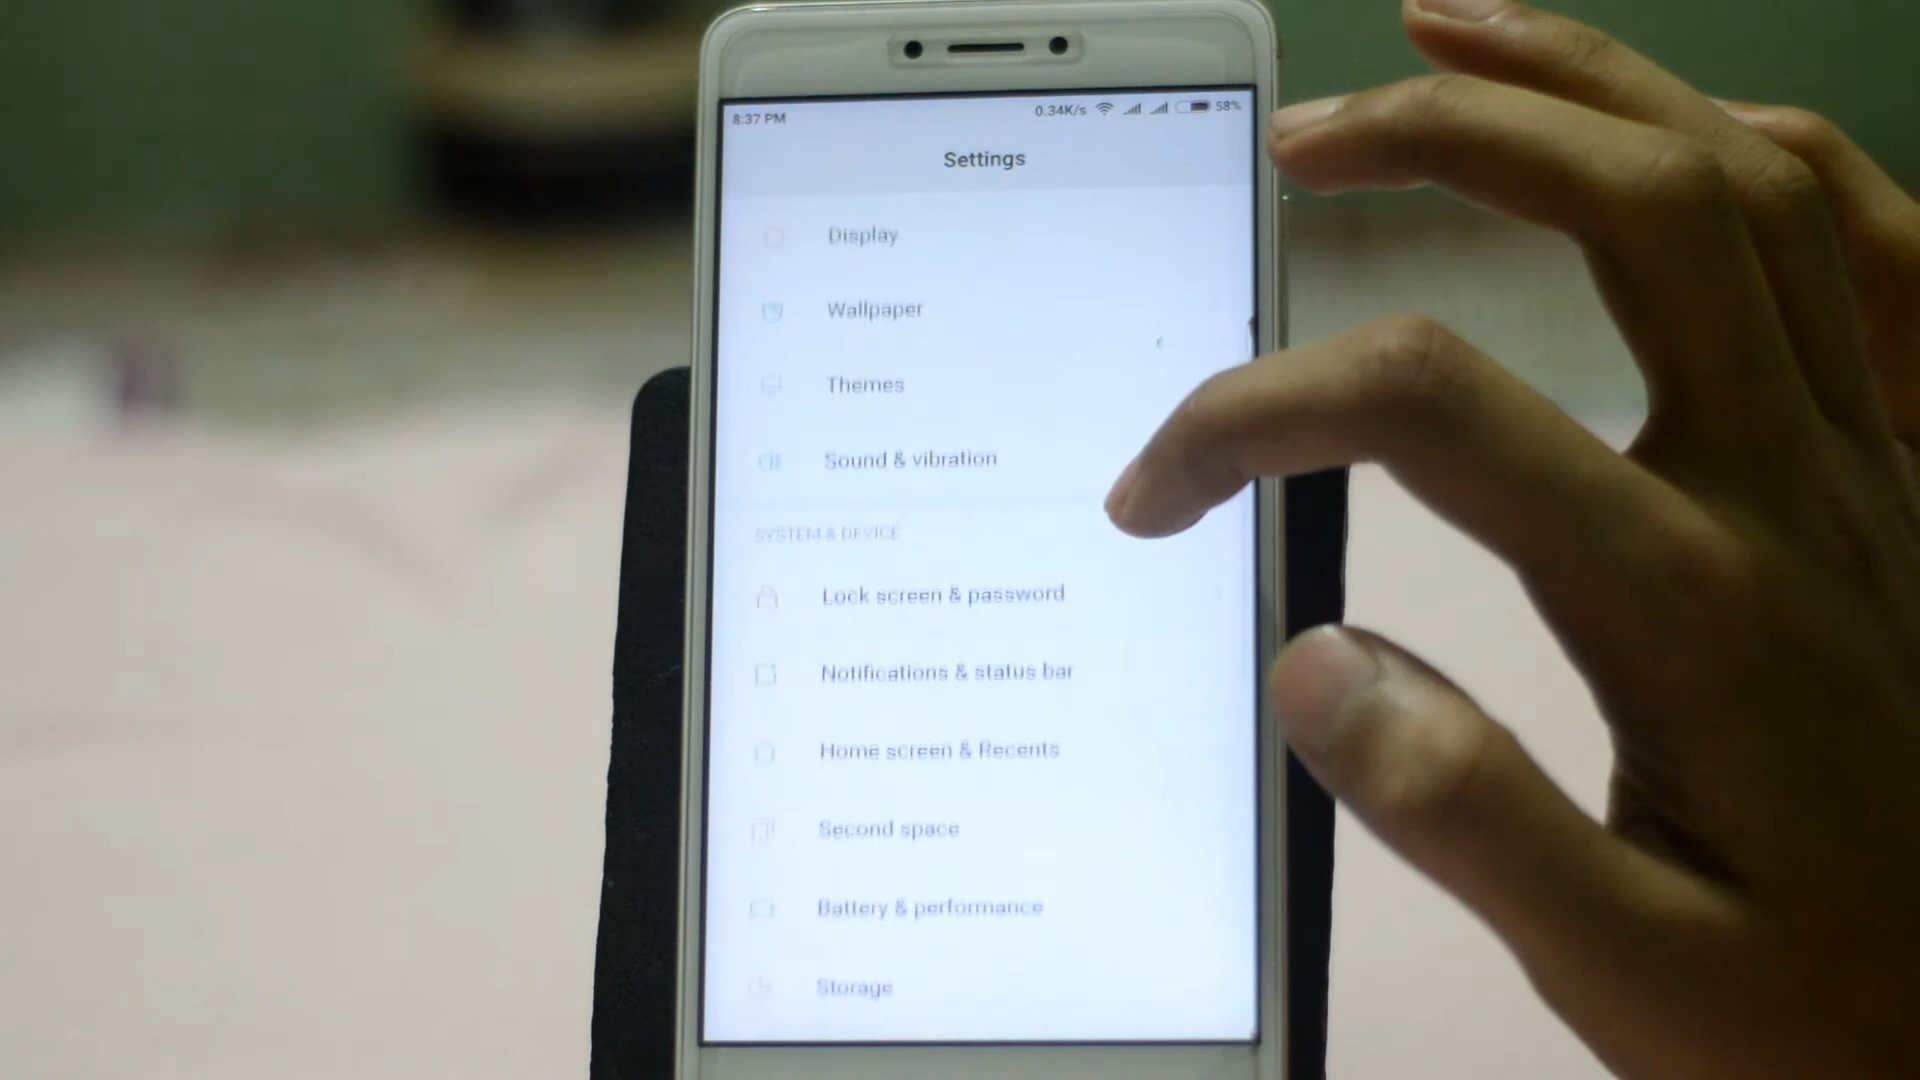 8:37 PM 0.34K/s 58%
Settings
Display
Wallpaper
Themes
Sound & vibration
SYSTEM & DEVICE
Lock screen & password
Notifications & status bar
Home screen & Recents
Second space
Battery & performance
Storage